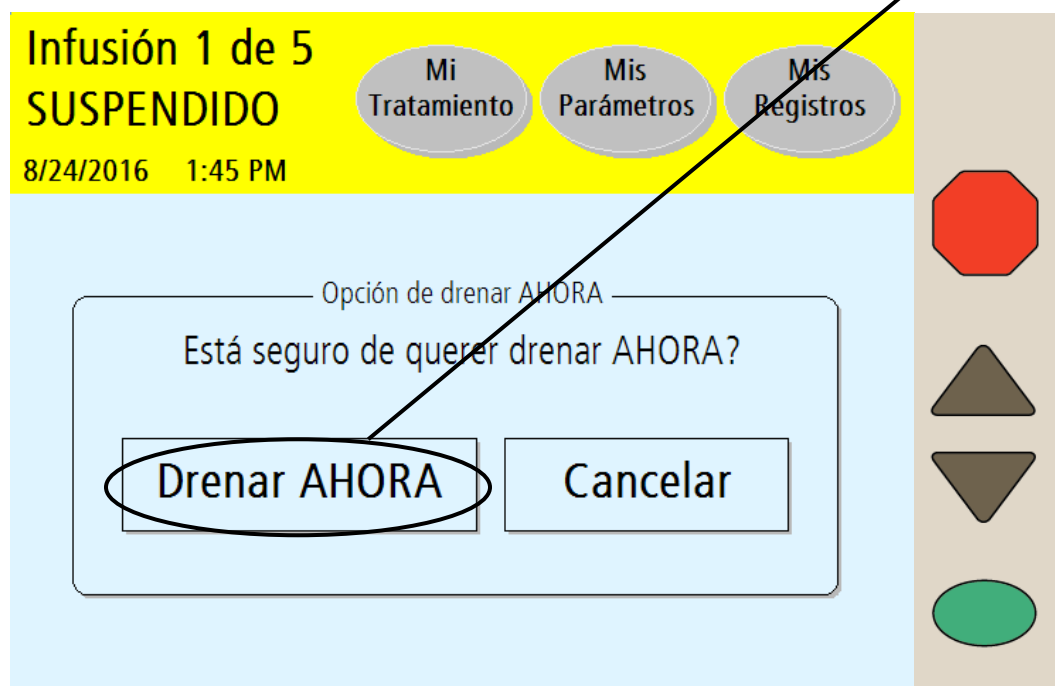 Infusión 1 de 5
SUSPENDIDO
8/24/2016 1:45 PM
Mi
Tratamiento
Mis
Parámetros
Mis
Registros
Opción de drenar AHORA
Está seguro de querer drenar AHORA?
Drenar AHORA
Cancelar